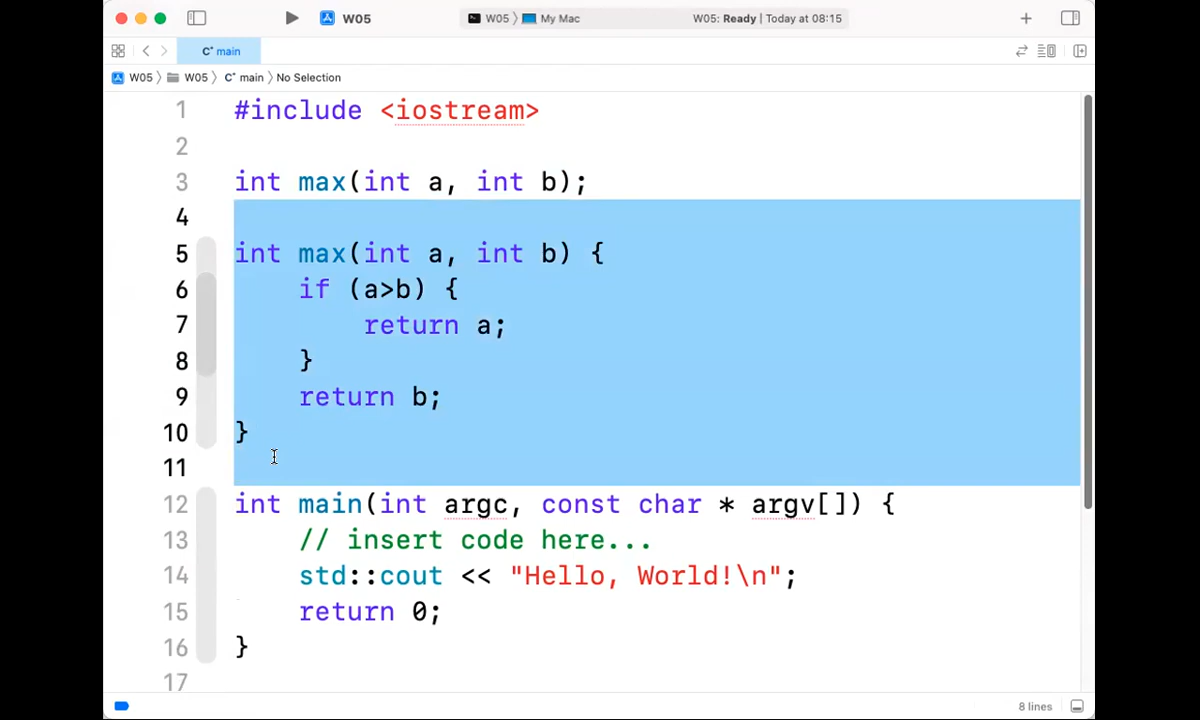 W05
W05 〉 My Mac
W05: Ready | Today at 08:15
C⁺ main
W05 〉 W05 〉 C⁺ main 〉 No Selection
1 #include <iostream>
2
3 int max(int a, int b);
4
5 int max(int a, int b) {
6     if (a>b) {
7         return a;
8     }
9     return b;
10 }
11
12 int main(int argc, const char * argv[]) {
13     // insert code here...
14     std::cout << "Hello, World!\n";
15     return 0;
16 }
17
8 lines